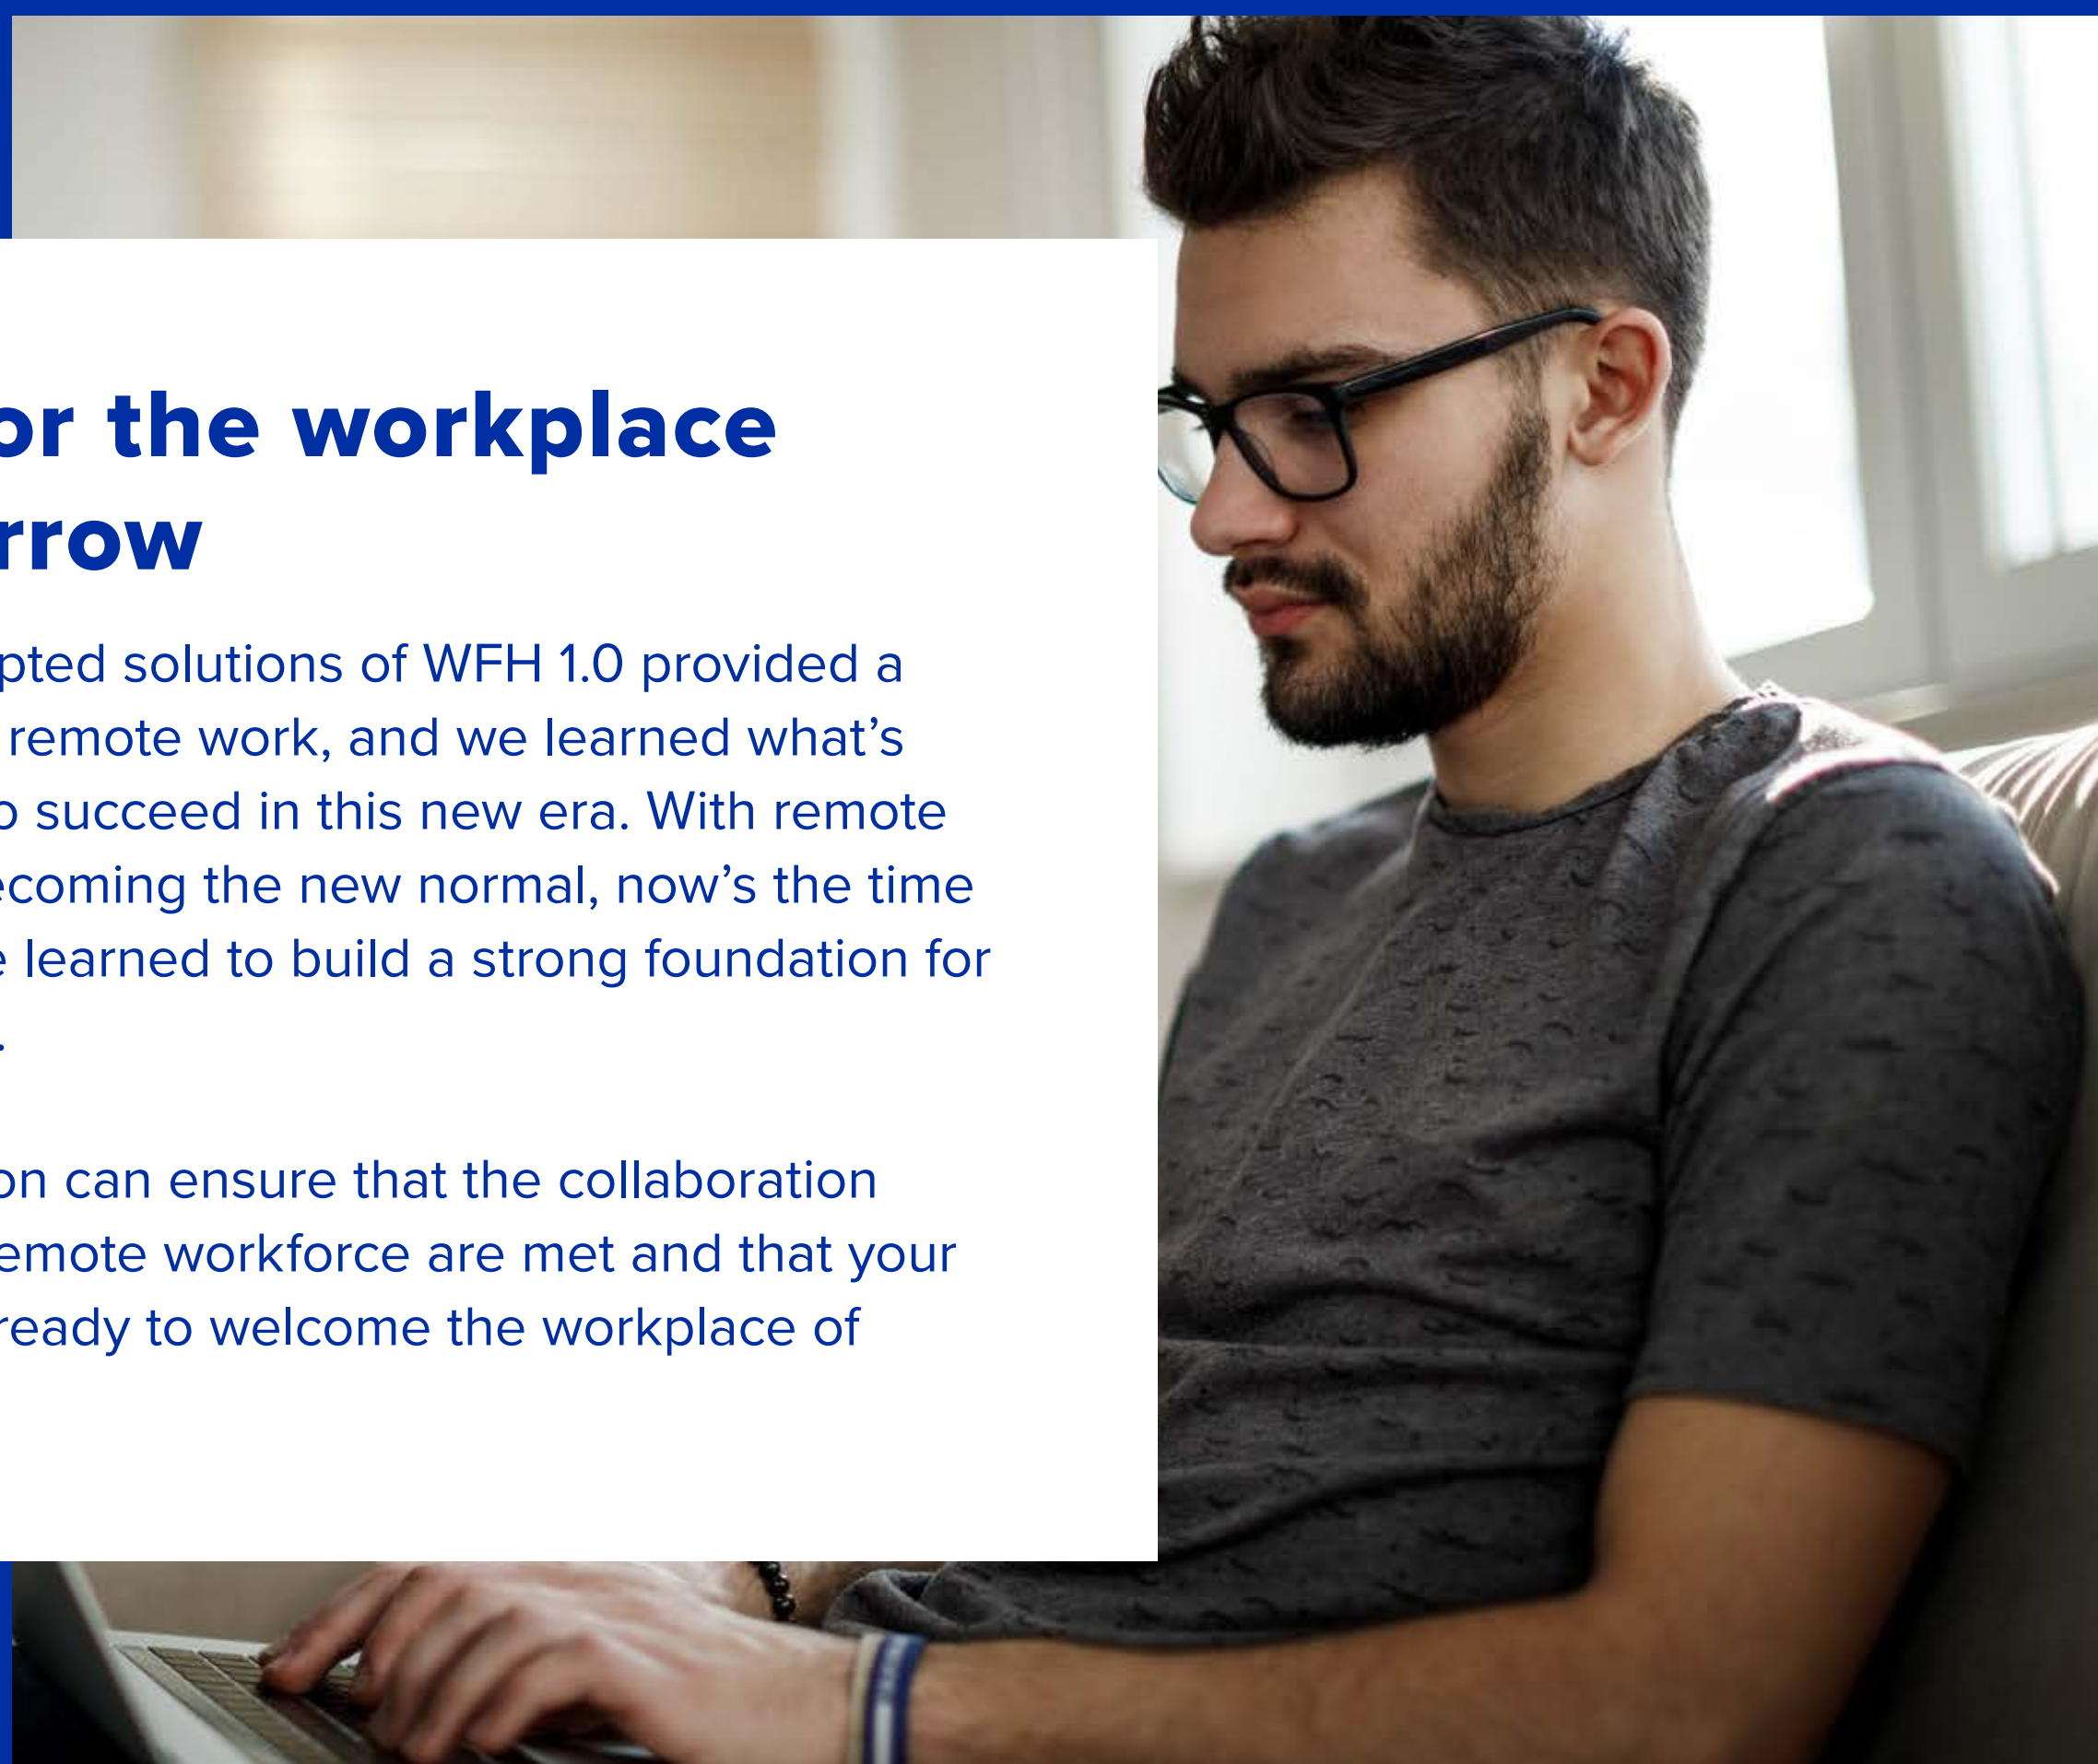 or the workplace
rrow
pted solutions of WFH 1.0 provided a
remote work, and we learned what's
o succeed in this new era. With remote
ecoming the new normal, now's the time
e learned to build a strong foundation for
.
on can ensure that the collaboration
emote workforce are met and that your
ready to welcome the workplace of